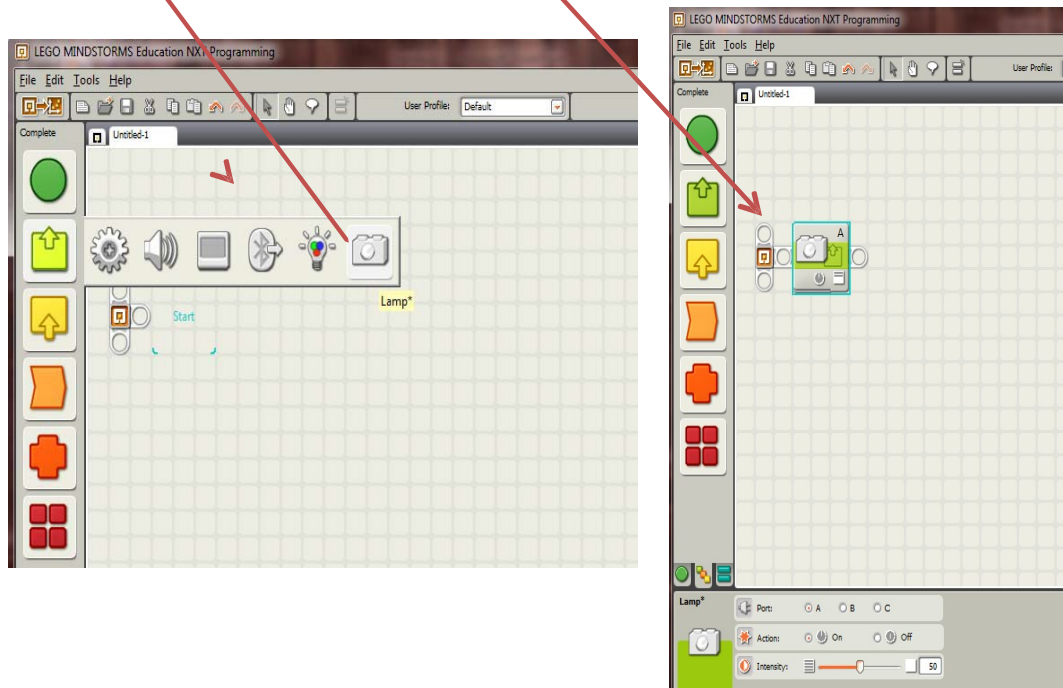 LEGO MINDSTORMS Education NXT Programming
File Edit Tools Help
User Profile: Default
Complete
Untitled-1
Lamp*
Start
LEGO MINDSTORMS Education NXT Programming
File Edit Tools Help
User Profile:
Complete
Untitled-1
A
Lamp*
Port: A B C
Action: On Off
Intensity: 50